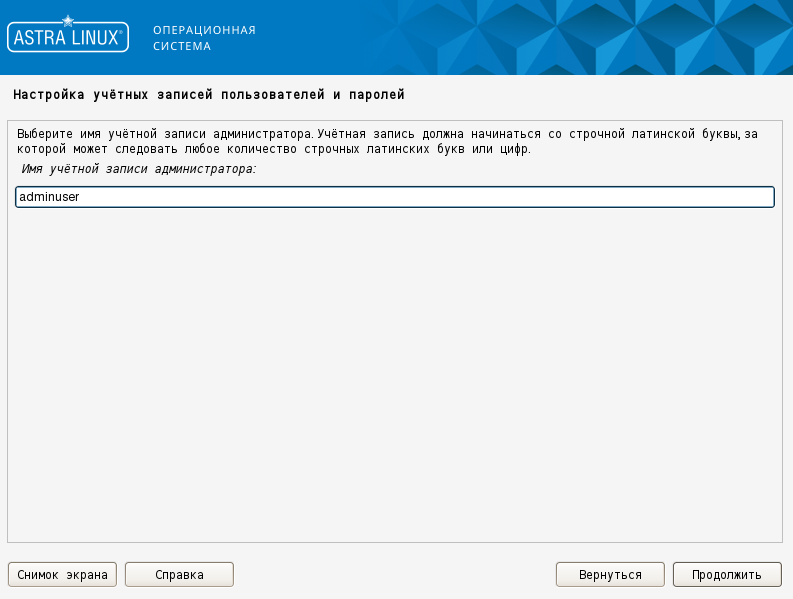 ASTRA LINUX®
ОПЕРАЦИОННАЯ
СИСТЕМА
Настройка учётных записей пользователей и паролей
Выберите имя учётной записи администратора. Учётная запись должна начинаться со строчной латинской буквы, за
которой может следовать любое количество строчных латинских букв или цифр.
Имя учётной записи администратора:
adminuser
Снимок экрана
Справка
Вернуться
Продолжить